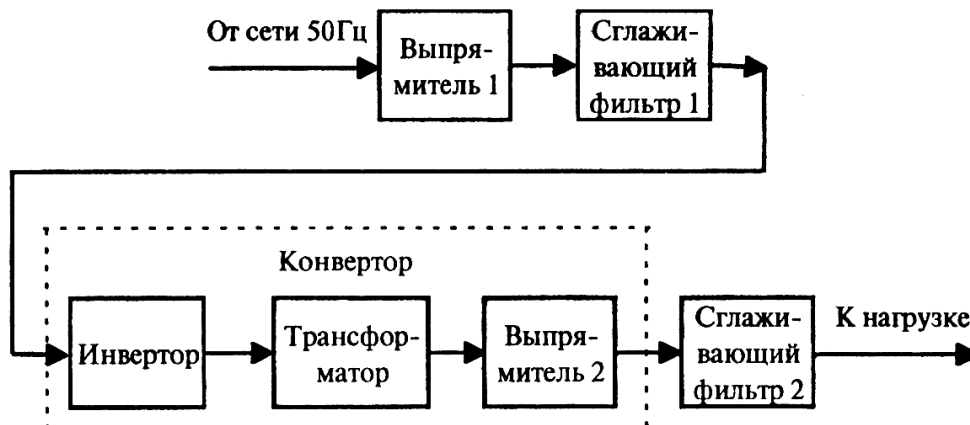 От сети 50Гц
Выпря-
митель 1
Сглажи-
вающий
фильтр 1
Конвертор
Инвертор
Трансфор-
матор
Выпря-
митель 2
Сглажи-
вающий
фильтр 2
К нагрузке